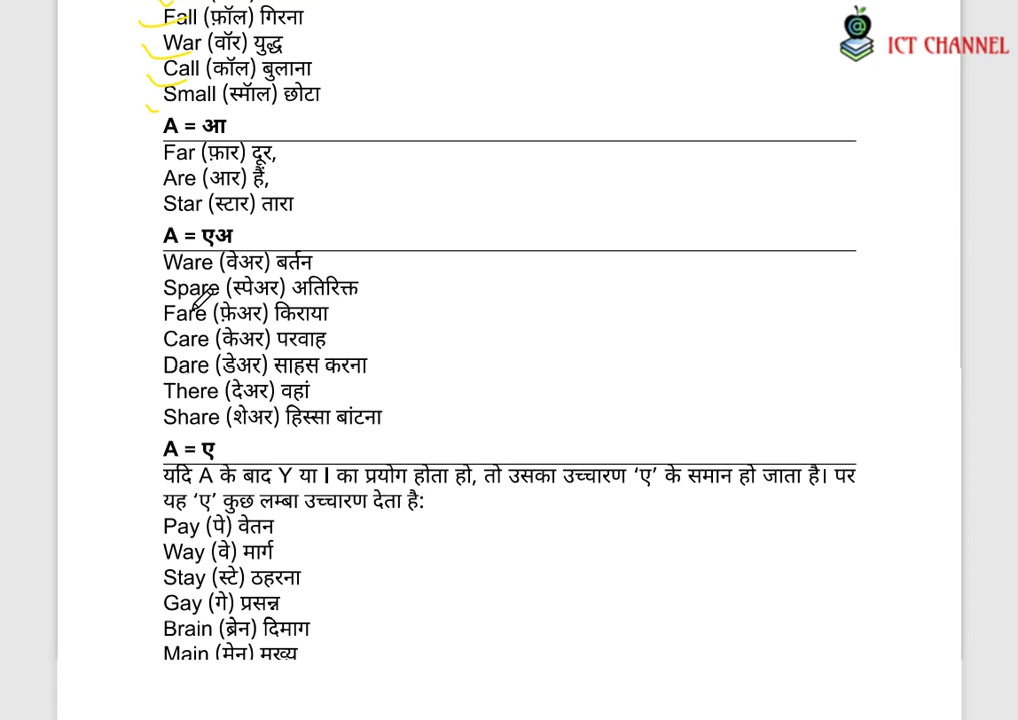 Fall (फ़ॉल) गिरना
ICT CHANNEL
War (वॉर) युद्ध
Call (कॉल) बुलाना
Small (स्मॉल) छोटा
A = आ
Far (फ़ार) दूर,
Are (आर) हैं,
Star (स्टार) तारा
A = एअ
Ware (वेअर) बर्तन
Spare (स्पेअर) अतिरिक्त
Fare (फ़ेअर) किराया
Care (केअर) परवाह
Dare (डेअर) साहस करना
There (देअर) वहां
Share (शेअर) हिस्सा बांटना
A = ए
यदि A के बाद Y या I का प्रयोग होता हो, तो उसका उच्चारण ‘ए’ के समान हो जाता है। पर
यह ‘ए’ कुछ लम्बा उच्चारण देता है:
Pay (पे) वेतन
Way (वे) मार्ग
Stay (स्टे) ठहरना
Gay (गे) प्रसन्न
Brain (ब्रेन) दिमाग
Main (मेन) मुख्य